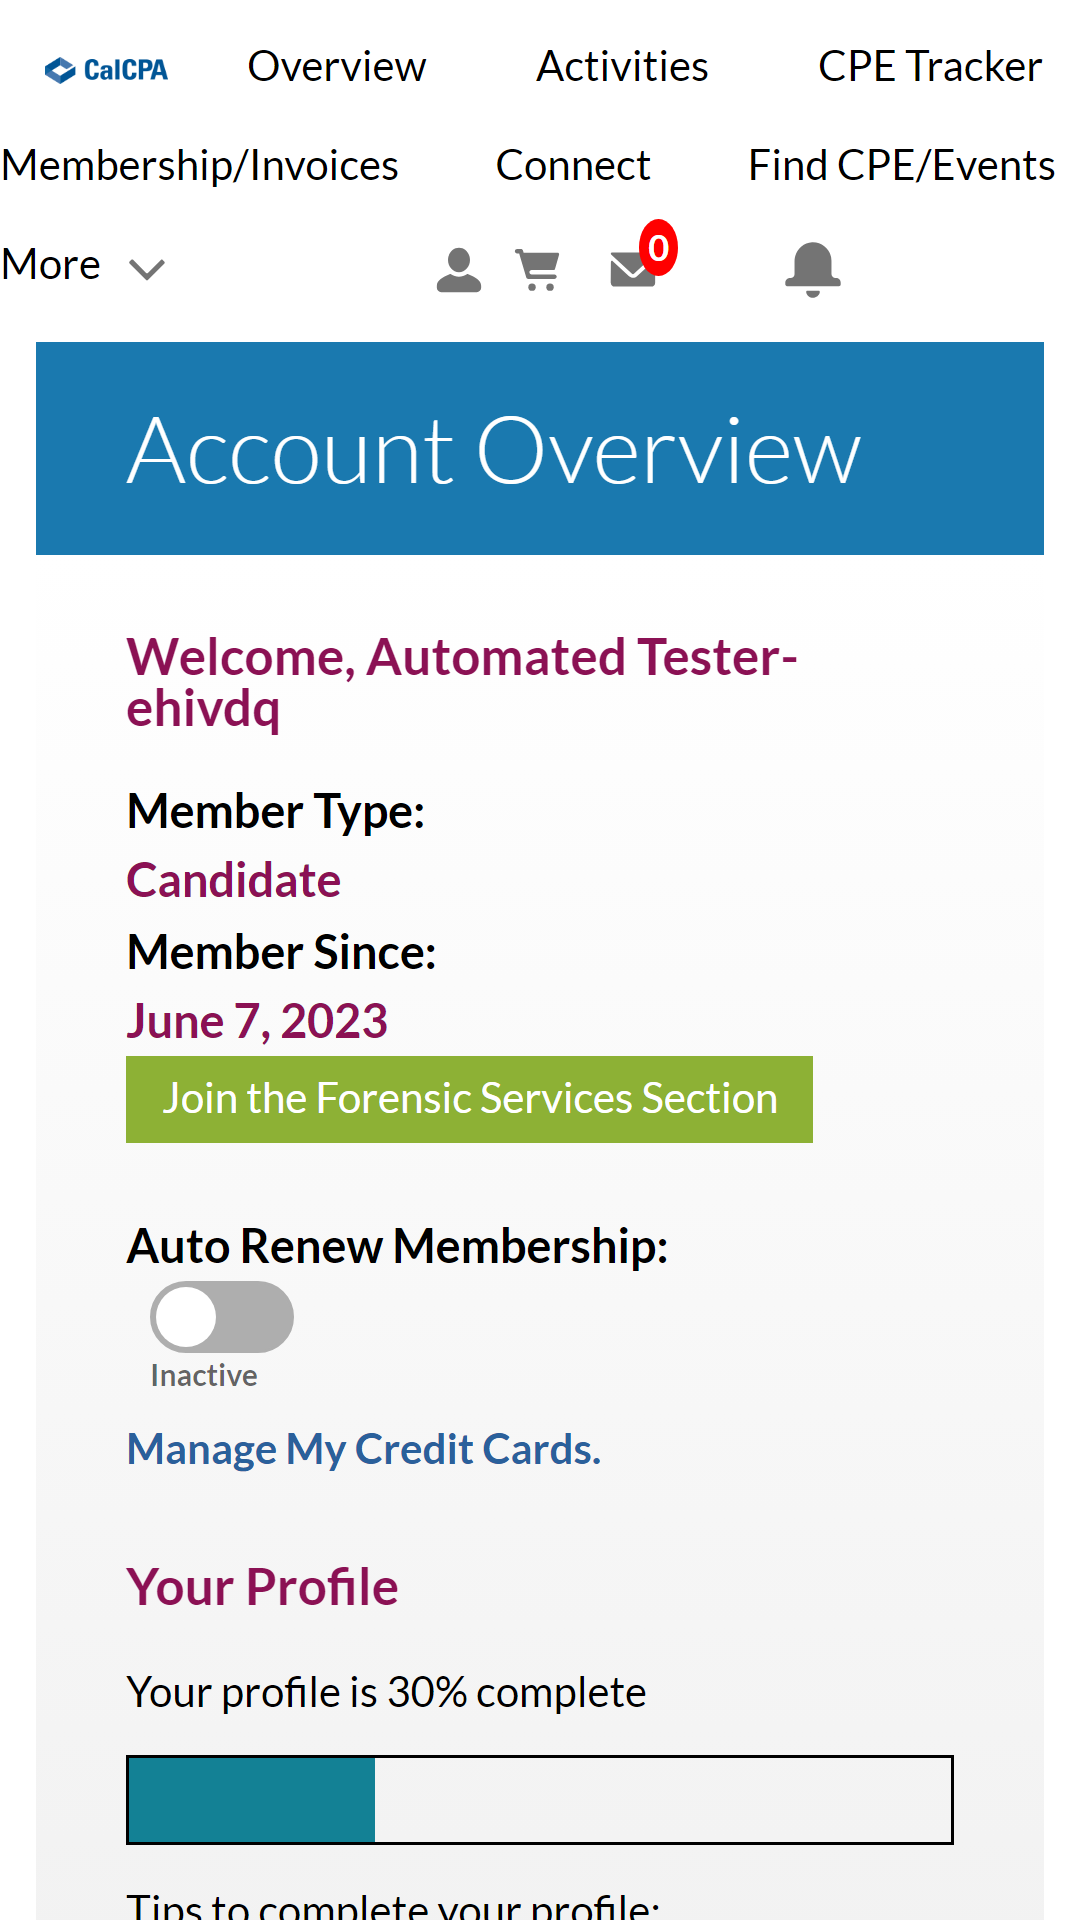 CalCPA Overview Activities CPE Tracker
Membership/Invoices Connect Find CPE/Events
More 0
Account Overview
Welcome, Automated Tester-
ehivdq
Member Type:
Candidate
Member Since:
June 7, 2023
Join the Forensic Services Section
Auto Renew Membership:
Inactive
Manage My Credit Cards.
Your Profile
Your profile is 30% complete
Tips to complete your profile: